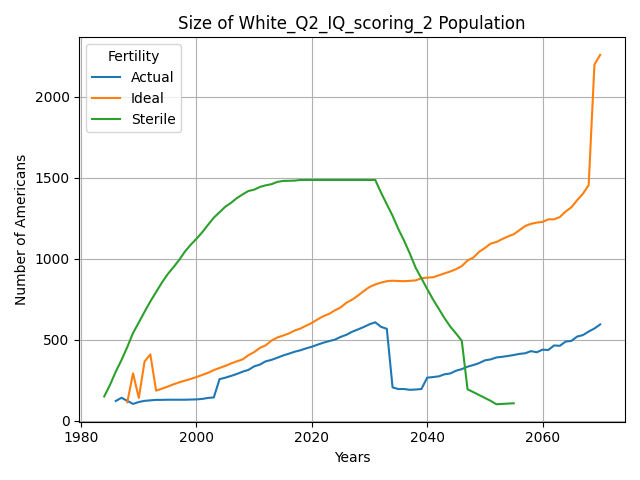 Size of White_Q2_IQ_scoring_2 Population
Fertility
Actual
Ideal
Sterile
Number of Americans
2000
1500
1000
500
0
1980
2000
2020
2040
2060
Years